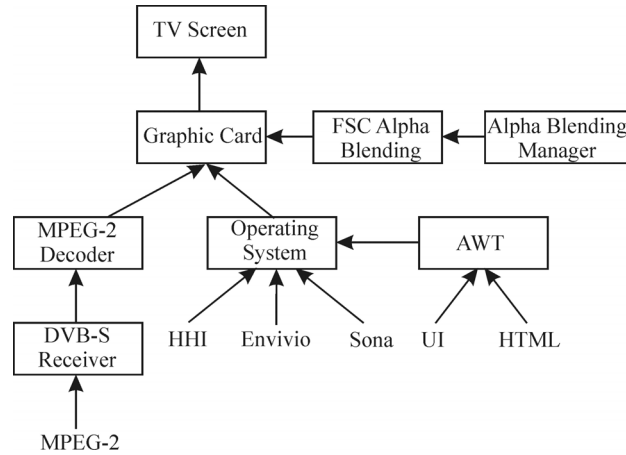 TV Screen
Graphic Card
FSC Alpha
Blending
Alpha Blending
Manager
MPEG-2
Decoder
Operating
System
AWT
DVB-S
Receiver
HHI
Envivio
Sona
UI
HTML
MPEG-2